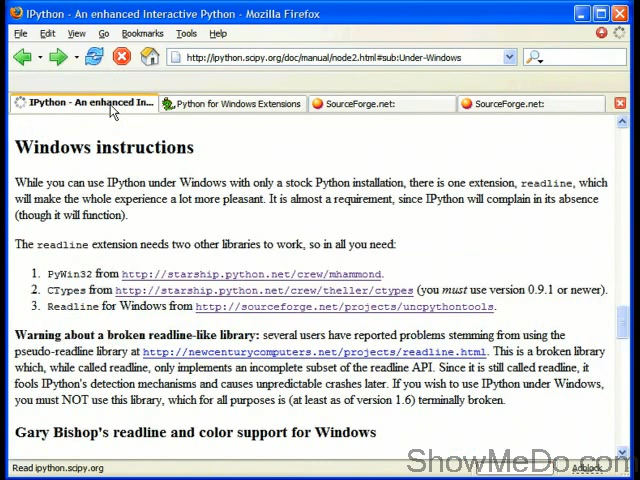 IPython - An enhanced Interactive Python - Mozilla Firefox
File Edit View Go Bookmarks Tools Help
http://ipython.scipy.org/doc/manual/node2.html#sub:Under-Windows
IPython - An enhanced In... Python for Windows Extensions SourceForge.net: SourceForge.net:
Windows instructions
While you can use IPython under Windows with only a stock Python installation, there is one extension, readline, which
will make the whole experience a lot more pleasant. It is almost a requirement, since IPython will complain in its absence
(though it will function).
The readline extension needs two other libraries to work, so in all you need:
1. PyWin32 from http://starship.python.net/crew/mhammond.
2. CTypes from http://starship.python.net/crew/theller/ctypes (you must use version 0.9.1 or newer).
3. Readline for Windows from http://sourceforge.net/projects/uncpythontools.
Warning about a broken readline-like library: several users have reported problems stemming from using the
pseudo-readline library at http://newcenturycomputers.net/projects/readline.html. This is a broken library
which, while called readline, only implements an incomplete subset of the readline API. Since it is still called readline, it
fools IPython's detection mechanisms and causes unpredictable crashes later. If you wish to use IPython under Windows,
you must NOT use this library, which for all purposes is (at least as of version 1.6) terminally broken.
Gary Bishop's readline and color support for Windows
Read ipython.scipy.org
Adblock
ShowMeDo.com